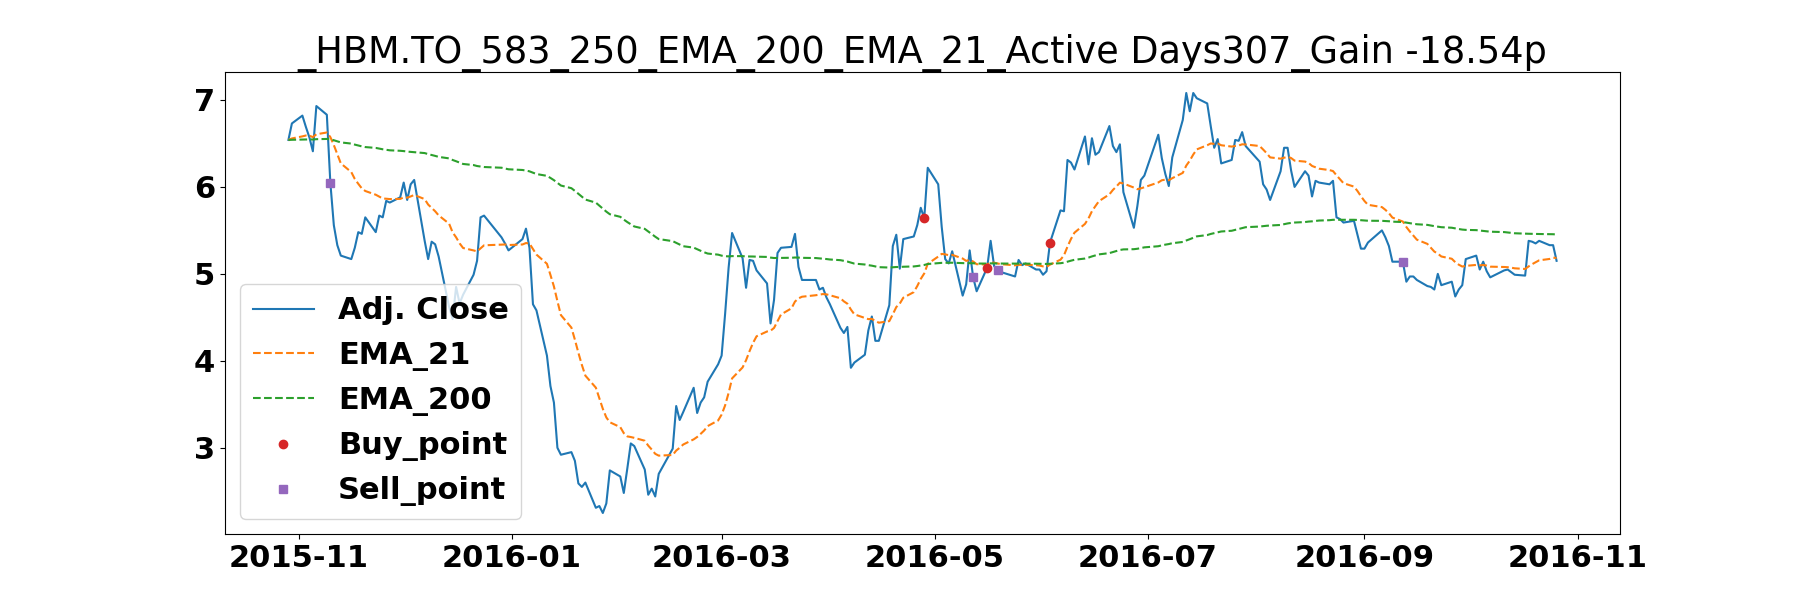 _HBM.TO_583_250_EMA_200_EMA_21_Active Days307_Gain -18.54p
7
6
5
4
3
Adj. Close
EMA_21
EMA_200
Buy_point
Sell_point
2015-11 2016-01 2016-03 2016-05 2016-07 2016-09 2016-11